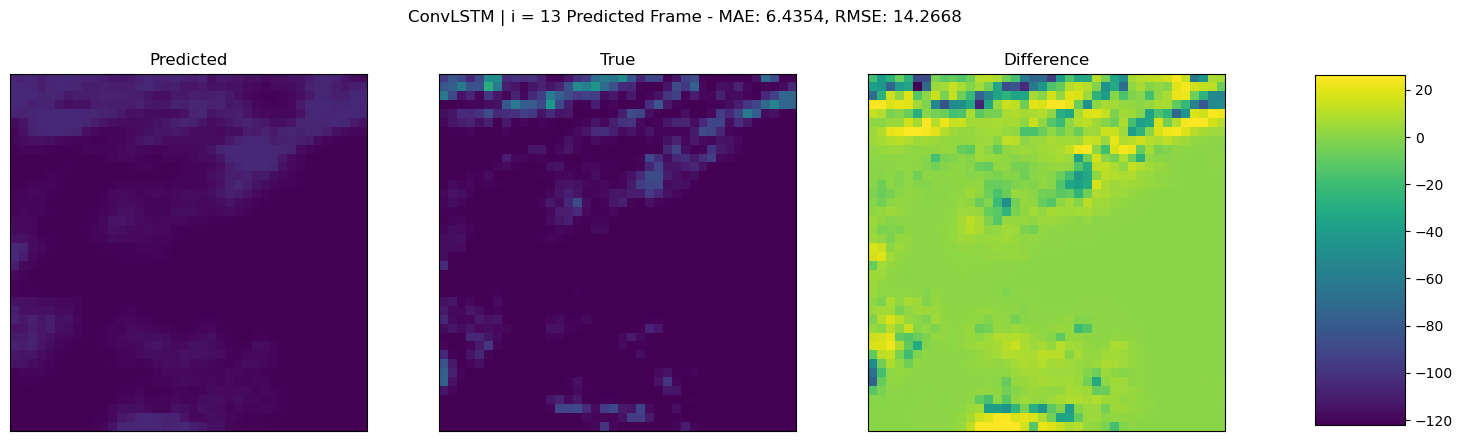 ConvLSTM | i = 13 Predicted Frame - MAE: 6.4354, RMSE: 14.2668
Predicted
True
Difference
20
0
−20
−40
−60
−80
−100
−120